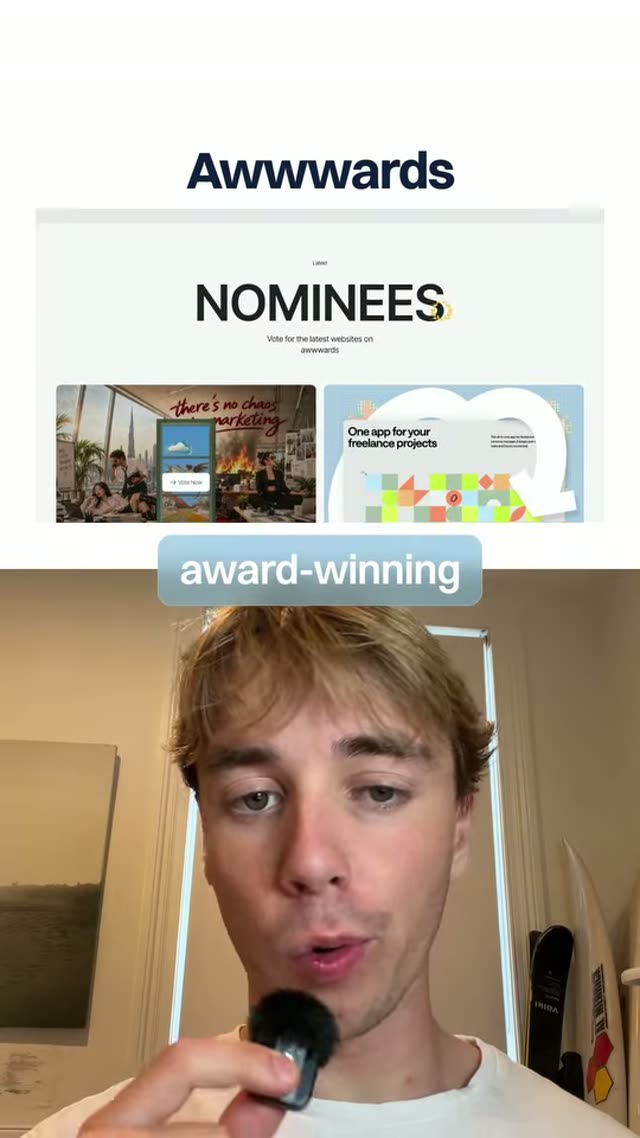 Awwwards
Latest
NOMINEES
Vote for the latest websites on
awwwards
there's no chaos
in marketing
Vote Now
One app for your
freelance projects
award-winning